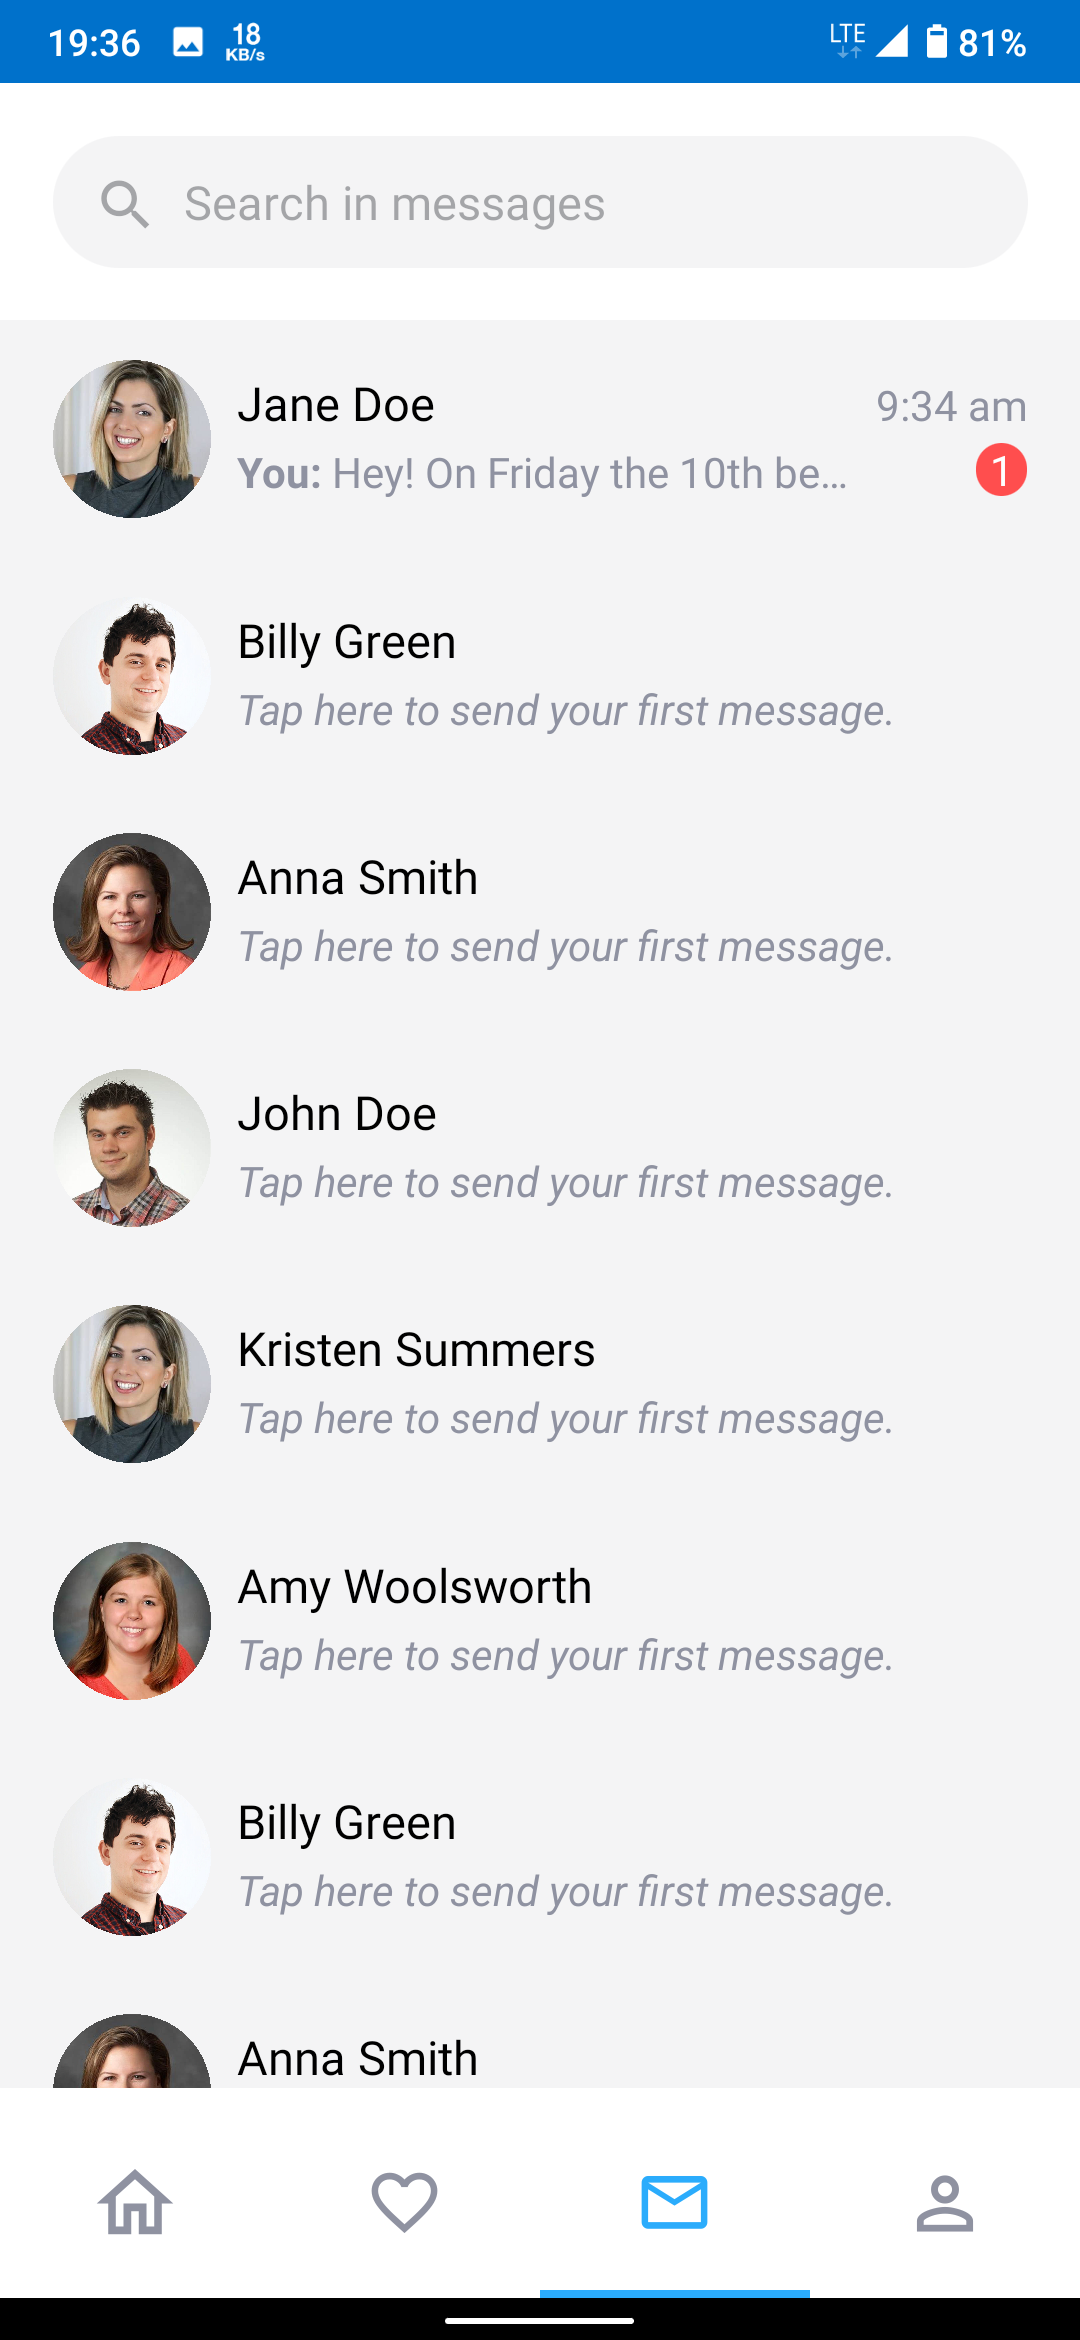 19:36 18 KB/s LTE 81%
Search in messages
Jane Doe 9:34 am
You: Hey! On Friday the 10th be... 1
Billy Green
Tap here to send your first message.
Anna Smith
Tap here to send your first message.
John Doe
Tap here to send your first message.
Kristen Summers
Tap here to send your first message.
Amy Woolsworth
Tap here to send your first message.
Billy Green
Tap here to send your first message.
Anna Smith